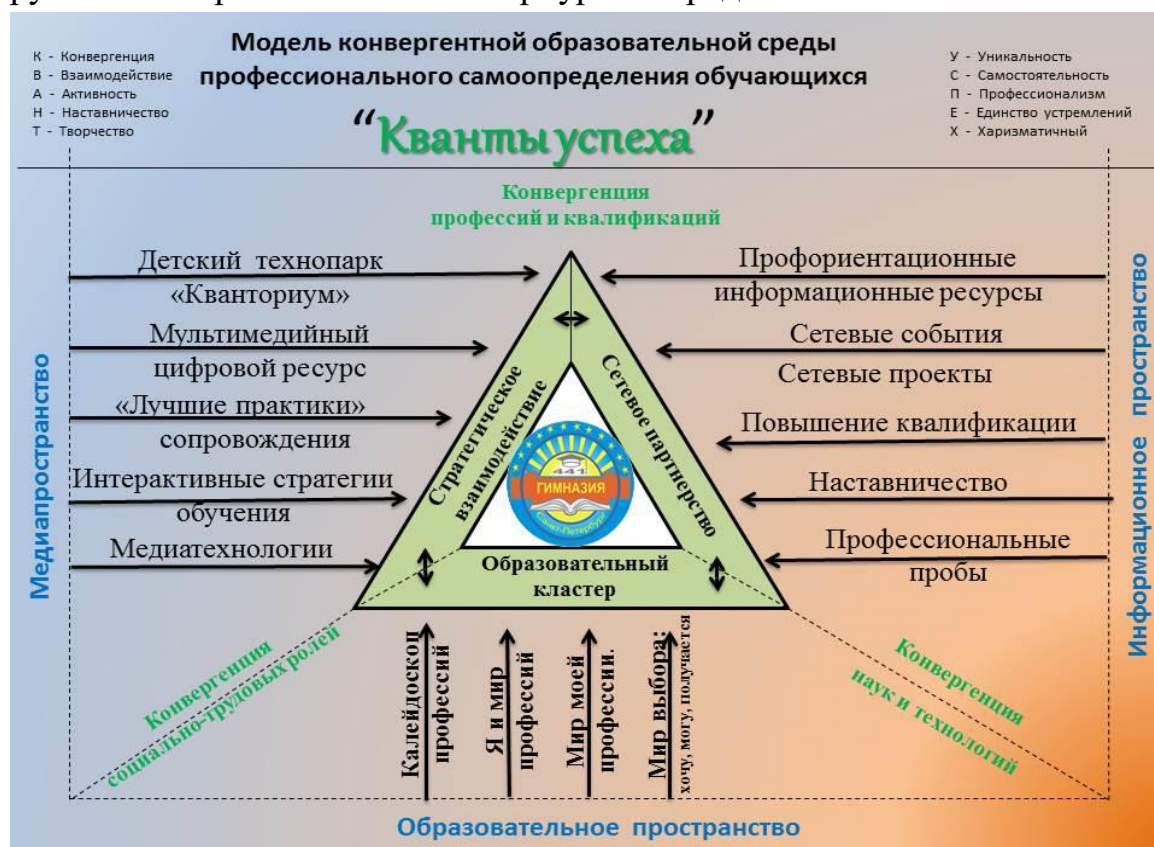 Модель конвергентной образовательной среды
профессионального самоопределения обучающихся
“Кванты успеха”
К - Конвергенция
В - Взаимодействие
А - Активность
Н - Наставничество
Т - Творчество
У - Уникальность
С - Самостоятельность
П - Профессионализм
Е - Единство устремлений
Х - Харизматичный
Конвергенция
профессий и квалификаций
Медиапространство
Детский технопарк
«Кванториум»
Мультимедийный
цифровой ресурс
«Лучшие практики»
сопровождения
Интерактивные стратегии
обучения
Медиатехнологии
Стратегическое
взаимодействие
Сетевое партнерство
441
ГИМНАЗИЯ
Санкт-Петербург
Образовательный
кластер
Профориентационные
информационные ресурсы
Сетевые события
Сетевые проекты
Повышение квалификации
Наставничество
Профессиональные
пробы
Информационное пространство
Конвергенция
социально-трудовых ролей
Калейдоскоп
профессий
Я и мир
профессий
Мир моей
профессии.
Мир выбора:
хочу, могу, получается
Конвергенция
наук и технологий
Образовательное пространство